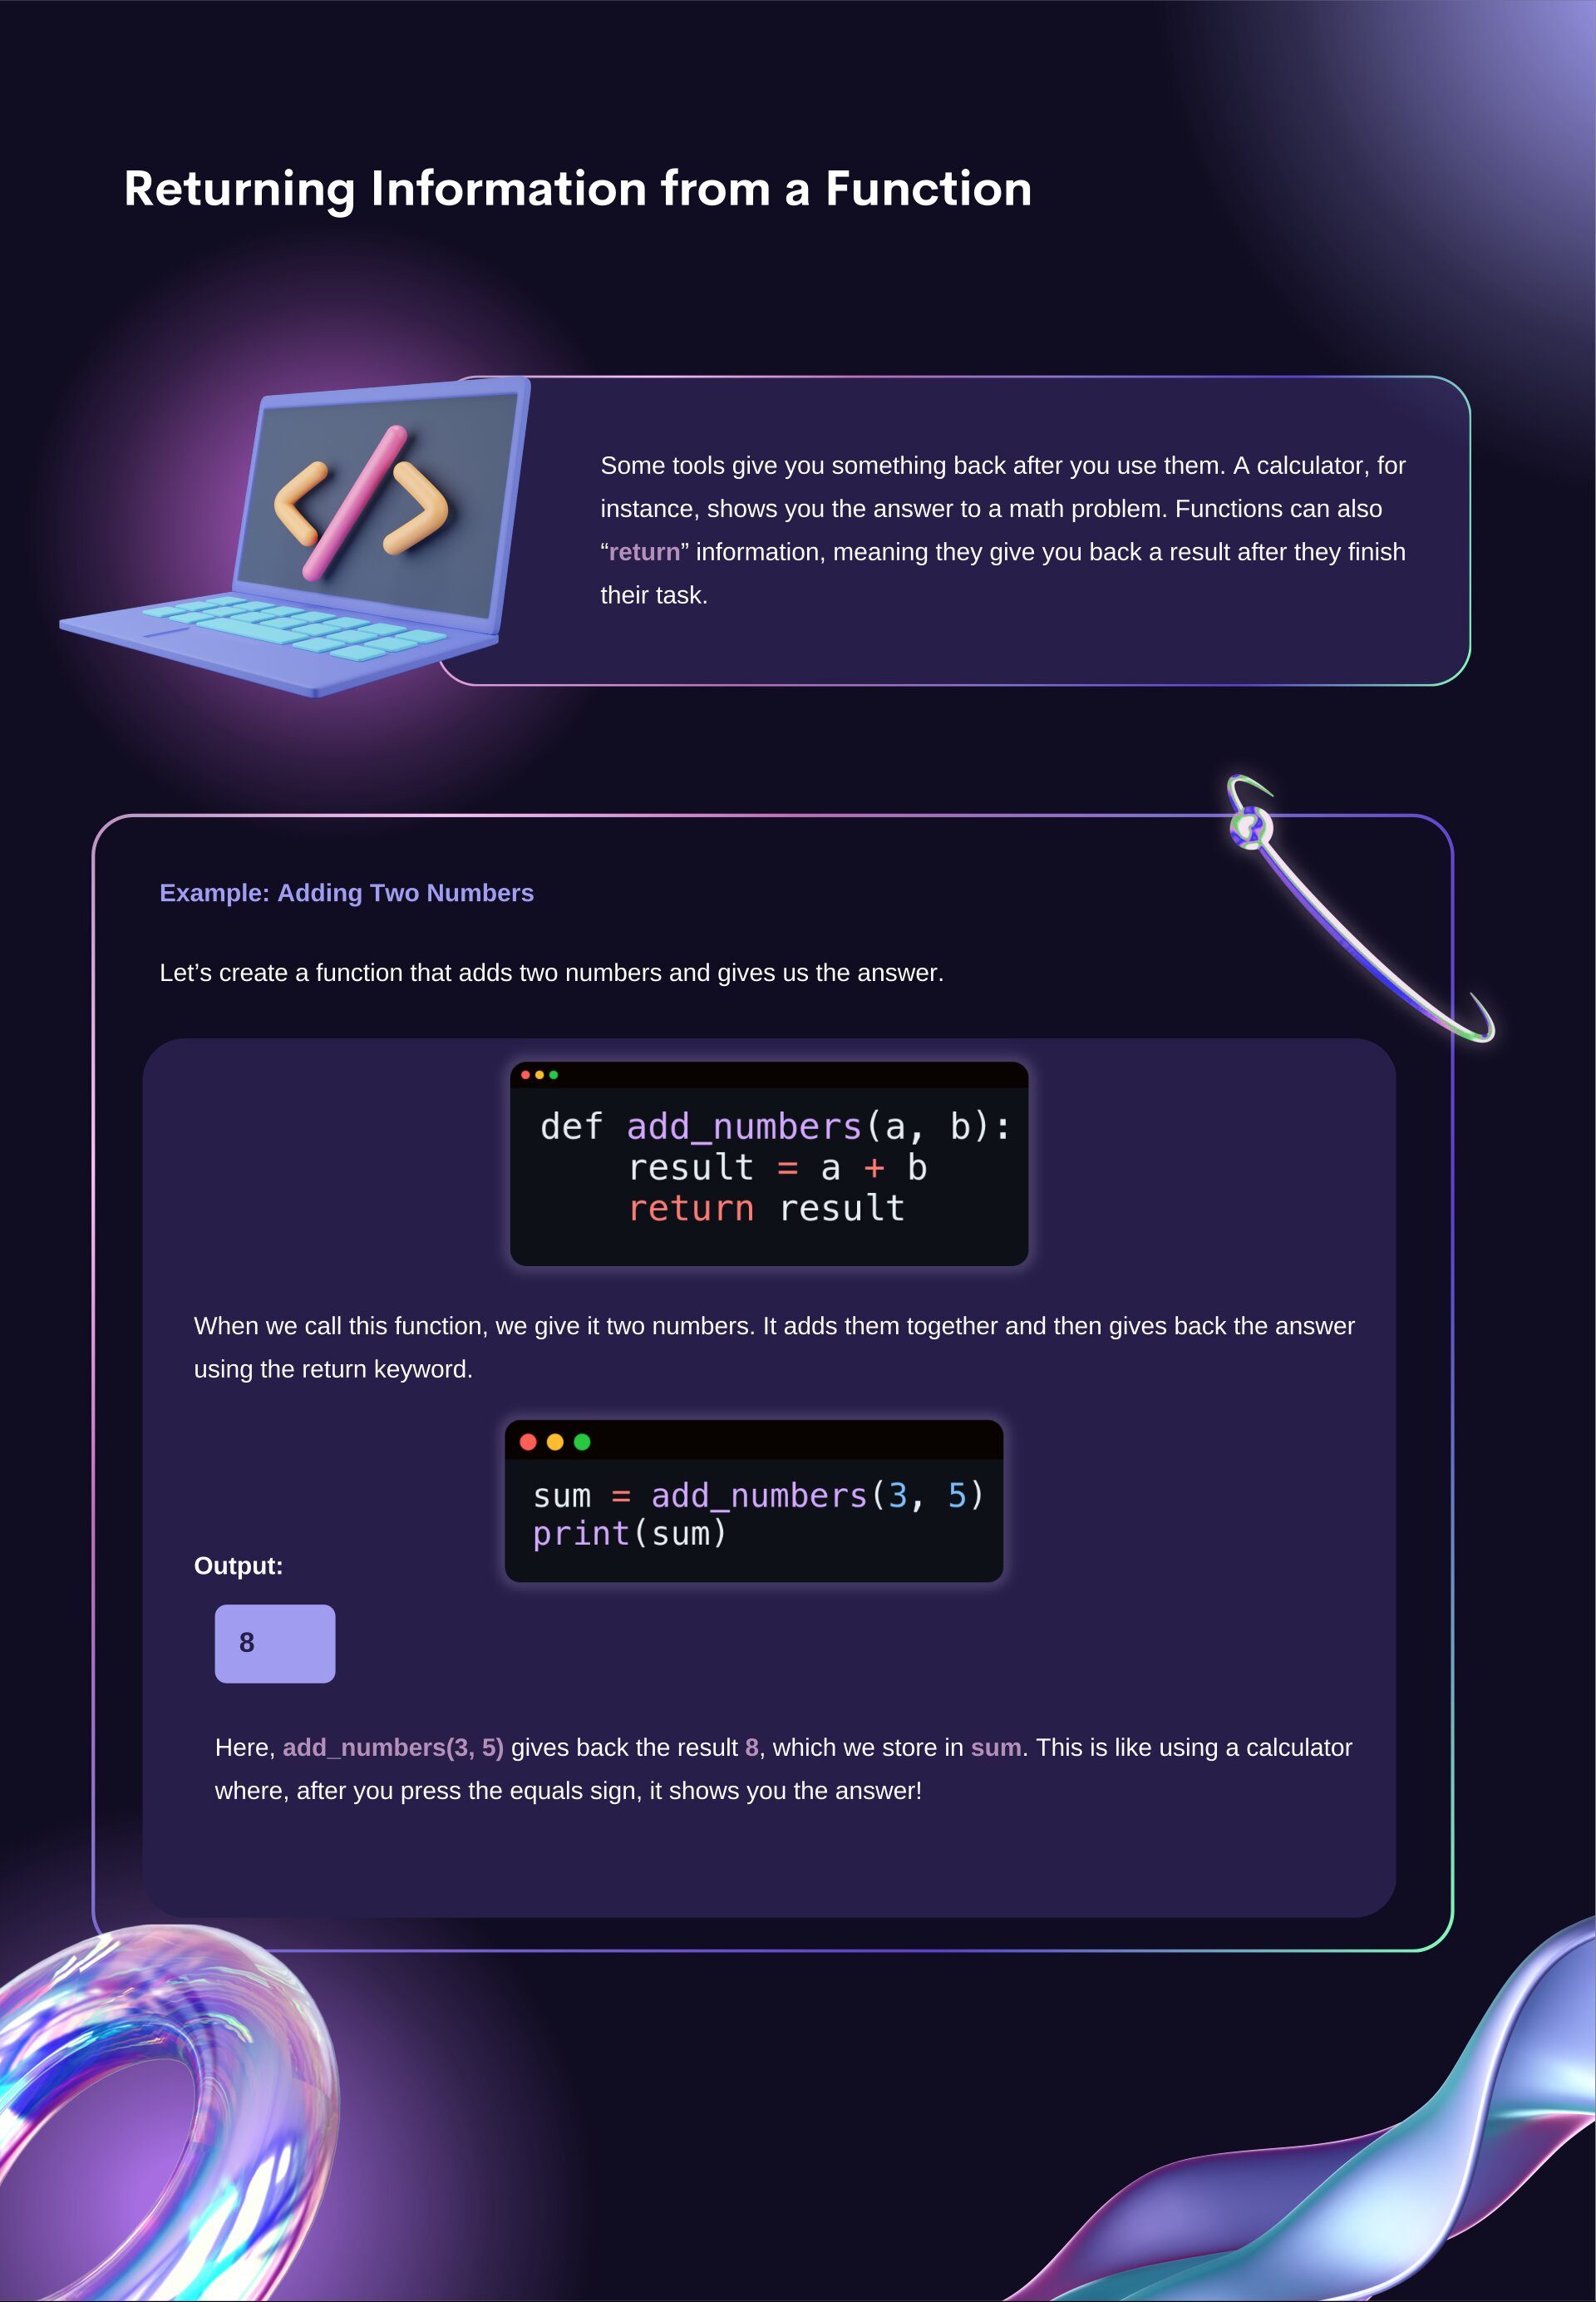 Returning Information from a Function
Some tools give you something back after you use them. A calculator, for
instance, shows you the answer to a math problem. Functions can also
“return” information, meaning they give you back a result after they finish
their task.
Example: Adding Two Numbers
Let’s create a function that adds two numbers and gives us the answer.
def add_numbers(a, b):
    result = a + b
    return result
When we call this function, we give it two numbers. It adds them together and then gives back the answer
using the return keyword.
sum = add_numbers(3, 5)
print(sum)
Output:
8
Here, add_numbers(3, 5) gives back the result 8, which we store in sum. This is like using a calculator
where, after you press the equals sign, it shows you the answer!